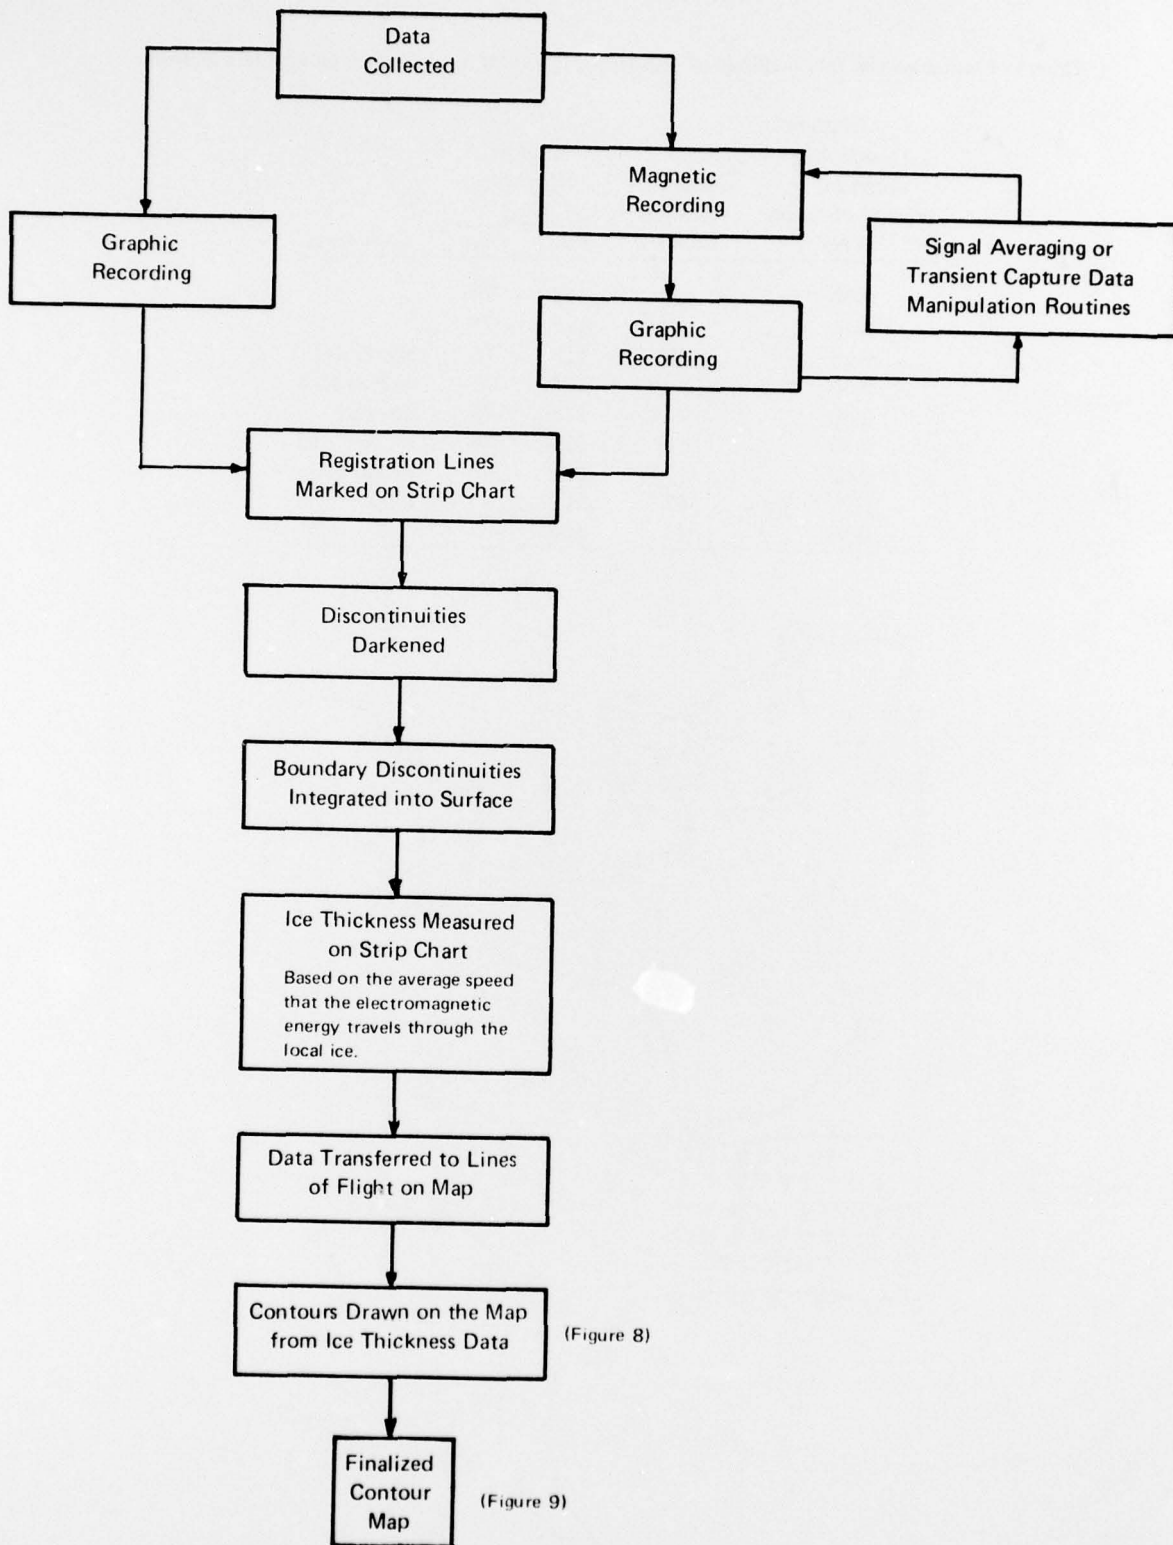 Data
Collected
Magnetic
Recording
Graphic
Recording
Signal Averaging or
Transient Capture Data
Manipulation Routines
Graphic
Recording
Registration Lines
Marked on Strip Chart
Discontinuities
Darkened
Boundary Discontinuities
Integrated into Surface
Ice Thickness Measured
on Strip Chart
Based on the average speed
that the electromagnetic
energy travels through the
local ice.
Data Transferred to Lines
of Flight on Map
Contours Drawn on the Map
from Ice Thickness Data
(Figure 8)
Finalized
Contour
Map
(Figure 9)